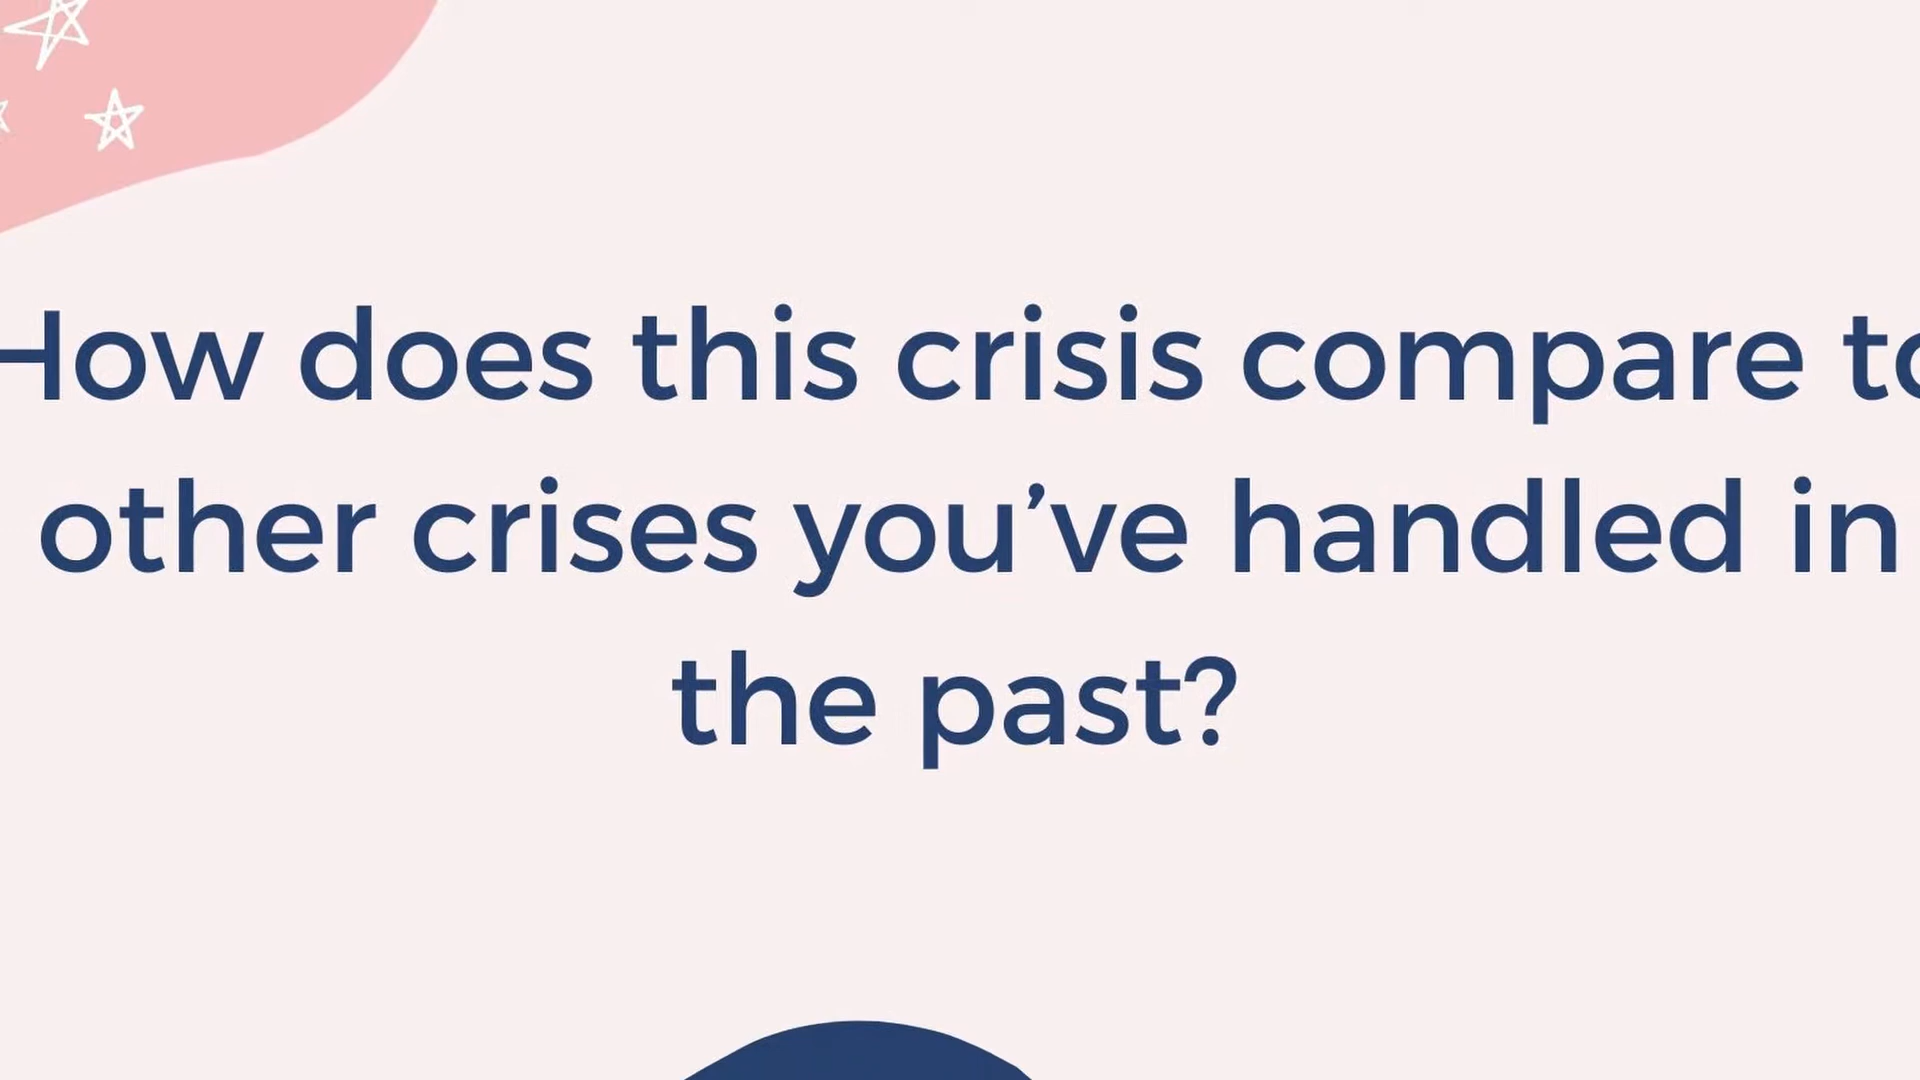 How does this crisis compare to
other crises you’ve handled in
the past?